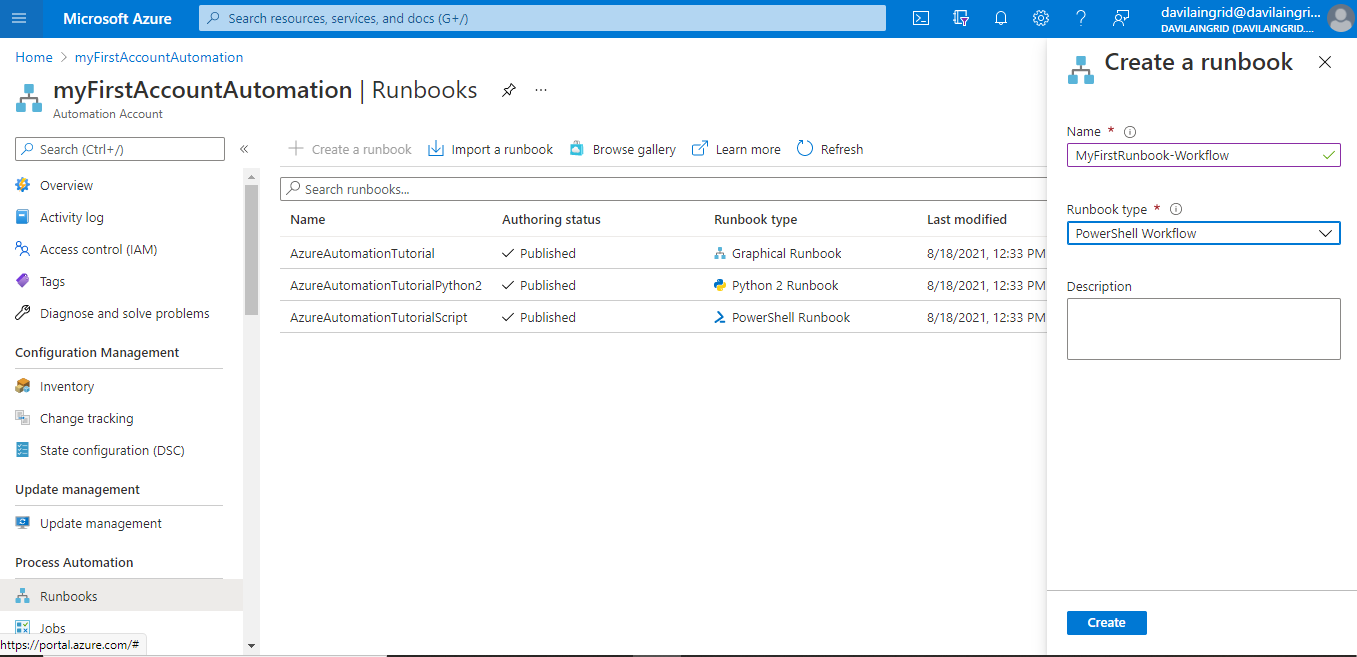 Microsoft Azure
Search resources, services, and docs (G+/)
davilaingrid@davilaingri...
DAVILAINGRID (DAVILAINGRID....
Home > myFirstAccountAutomation
myFirstAccountAutomation | Runbooks
Automation Account
Search (Ctrl+/)
Overview
Activity log
Access control (IAM)
Tags
Diagnose and solve problems
Configuration Management
Inventory
Change tracking
State configuration (DSC)
Update management
Update management
Process Automation
Runbooks
Jobs
https://portal.azure.com/#
Create a runbook Import a runbook Browse gallery Learn more Refresh
Search runbooks...
Name Authoring status Runbook type Last modified
AzureAutomationTutorial Published Graphical Runbook 8/18/2021, 12:33 PM
AzureAutomationTutorialPython2 Published Python 2 Runbook 8/18/2021, 12:33 PM
AzureAutomationTutorialScript Published PowerShell Runbook 8/18/2021, 12:33 PM
Create a runbook
Name *
MyFirstRunbook-Workflow
Runbook type *
PowerShell Workflow
Description
Create